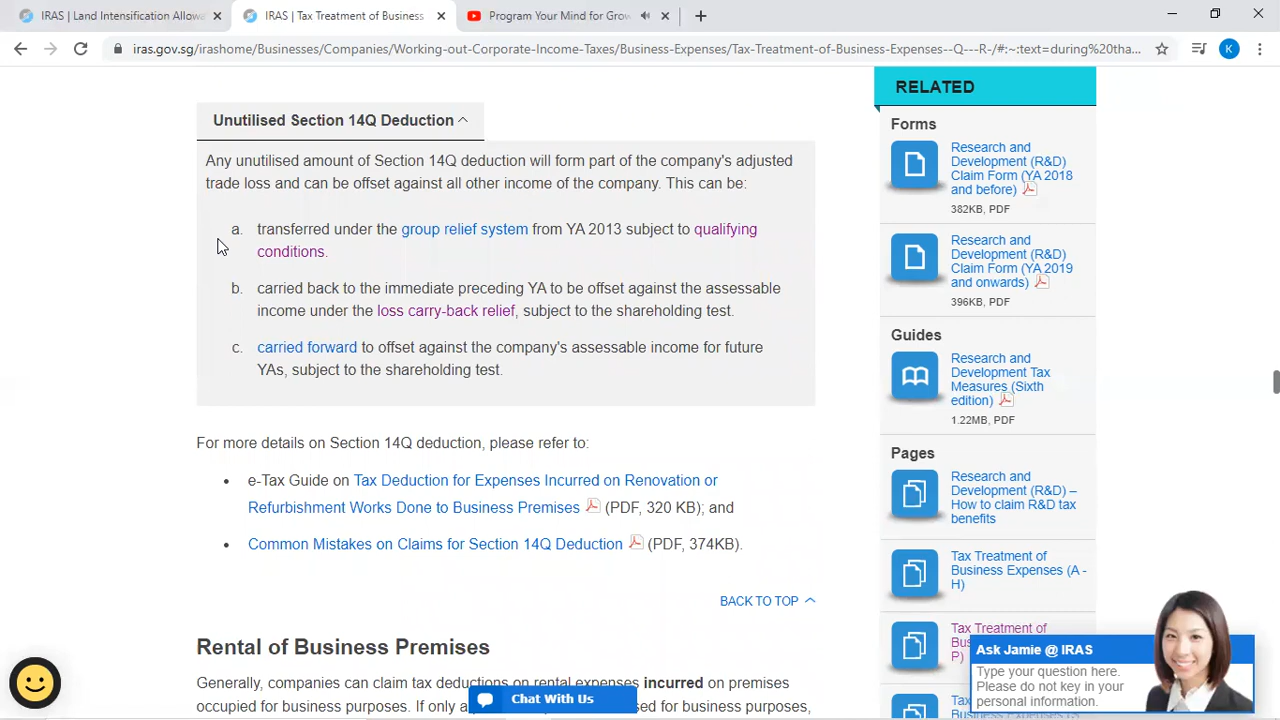 IRAS | Land Intensification Allowa
IRAS | Tax Treatment of Business
Program Your Mind for Grow
iras.gov.sg/irashome/Businesses/Companies/Working-out-Corporate-Income-Taxes/Business-Expenses/Tax-Treatment-of-Business-Expenses--Q---R-/#:~:text=during%20tha...
K
Unutilised Section 14Q Deduction
Any unutilised amount of Section 14Q deduction will form part of the company's adjusted
trade loss and can be offset against all other income of the company. This can be:
a. transferred under the group relief system from YA 2013 subject to qualifying
conditions.
b. carried back to the immediate preceding YA to be offset against the assessable
income under the loss carry-back relief, subject to the shareholding test.
c. carried forward to offset against the company's assessable income for future
YAs, subject to the shareholding test.
For more details on Section 14Q deduction, please refer to:
• e-Tax Guide on Tax Deduction for Expenses Incurred on Renovation or
Refurbishment Works Done to Business Premises (PDF, 320 KB); and
• Common Mistakes on Claims for Section 14Q Deduction (PDF, 374KB).
BACK TO TOP
Rental of Business Premises
Generally, companies can claim tax deductions on rental expenses incurred on premises
occupied for business purposes. If only a
sed for business purposes,
Chat With Us
RELATED
Forms
Research and
Development (R&D)
Claim Form (YA 2018
and before)
382KB, PDF
Research and
Development (R&D)
Claim Form (YA 2019
and onwards)
396KB, PDF
Guides
Research and
Development Tax
Measures (Sixth
edition)
1.22MB, PDF
Pages
Research and
Development (R&D) –
How to claim R&D tax
benefits
Tax Treatment of
Business Expenses (A -
H)
Tax Treatment of
P)
Ask Jamie @ IRAS
Type your question here.
Please do not key in your
personal information.